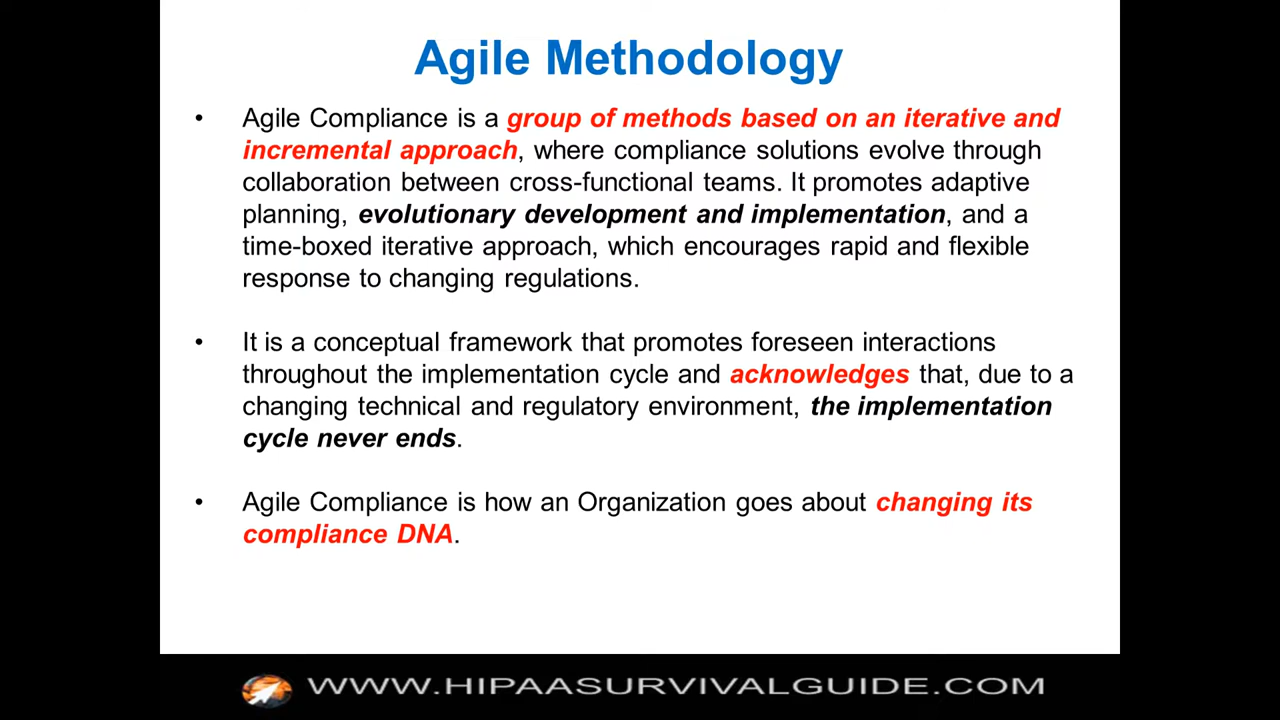 Agile Methodology
• Agile Compliance is a group of methods based on an iterative and
incremental approach, where compliance solutions evolve through
collaboration between cross-functional teams. It promotes adaptive
planning, evolutionary development and implementation, and a
time-boxed iterative approach, which encourages rapid and flexible
response to changing regulations.
• It is a conceptual framework that promotes foreseen interactions
throughout the implementation cycle and acknowledges that, due to a
changing technical and regulatory environment, the implementation
cycle never ends.
• Agile Compliance is how an Organization goes about changing its
compliance DNA.
WWW.HIPAASURVIVALGUIDE.COM